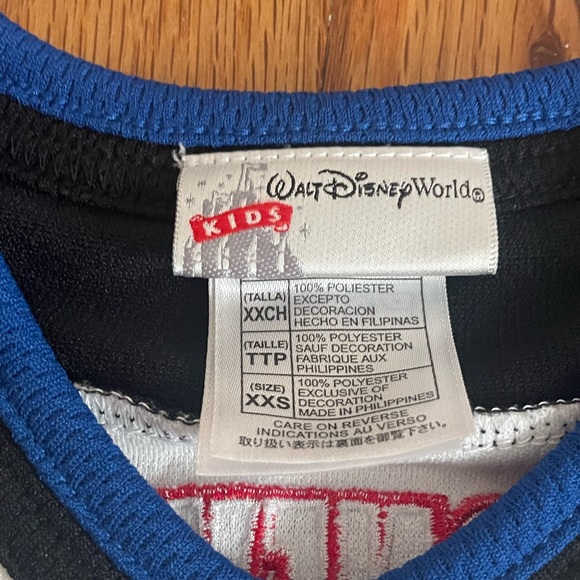 WALT DISNEY World®
KIDS
(TALLA)
XXCH
100% POLIESTER
EXCEPTO
DECORACION
HECHO EN FILIPINAS
(TAILLE)
TTP
100% POLYESTER
SAUF DECORATION
FABRIQUE AUX
PHILIPPINES
(SIZE)
XXS
100% POLYESTER
EXCLUSIVE OF
DECORATION
MADE IN PHILIPPINES
CARE ON REVERSE
INDICATIONS AU VERSO
取り扱い表示は裏面を御覧下さい。